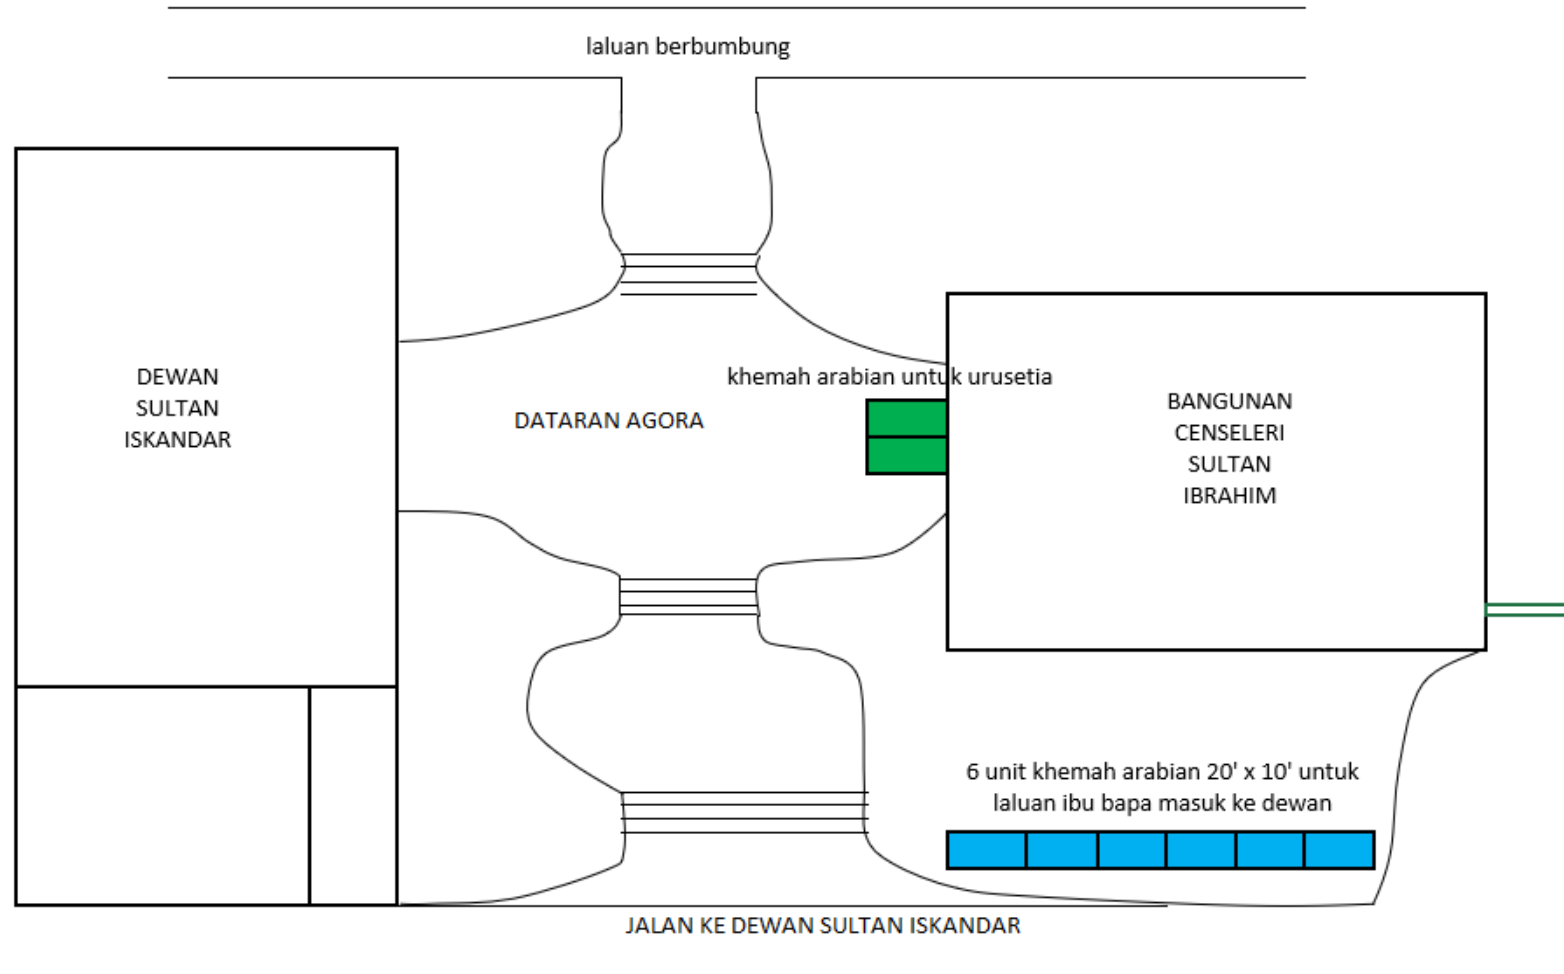 laluan berbumbung
DEWAN
SULTAN
ISKANDAR
khemah arabian untuk urusetia
DATARAN AGORA
BANGUNAN
CENSELERI
SULTAN
IBRAHIM
6 unit khemah arabian 20' x 10' untuk
laluan ibu bapa masuk ke dewan
JALAN KE DEWAN SULTAN ISKANDAR